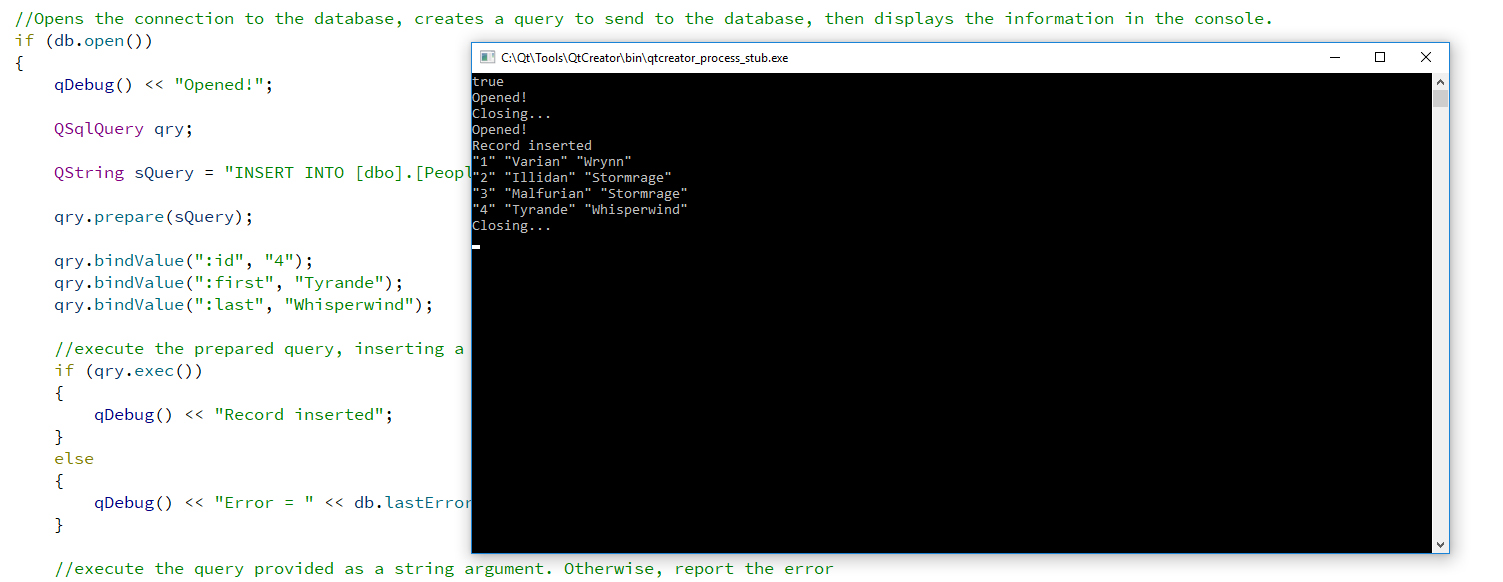 //Opens the connection to the database, creates a query to send to the database, then displays the information in the console.
if (db.open())
{
qDebug() << "Opened!";
QSqlQuery qry;
QString sQuery = "INSERT INTO [dbo].[Peopl
qry.prepare(sQuery);
qry.bindValue(":id", "4");
qry.bindValue(":first", "Tyrande");
qry.bindValue(":last", "Whisperwind");
//execute the prepared query, inserting a
if (qry.exec())
{
qDebug() << "Record inserted";
}
else
{
qDebug() << "Error = " << db.lastError
}
//execute the query provided as a string argument. Otherwise, report the error
C:\Qt\Tools\QtCreator\bin\qtcreator_process_stub.exe
true
Opened!
Closing...
Opened!
Record inserted
"1" "Varian" "Wrynn"
"2" "Illidan" "Stormrage"
"3" "Malfurian" "Stormrage"
"4" "Tyrande" "Whisperwind"
Closing...